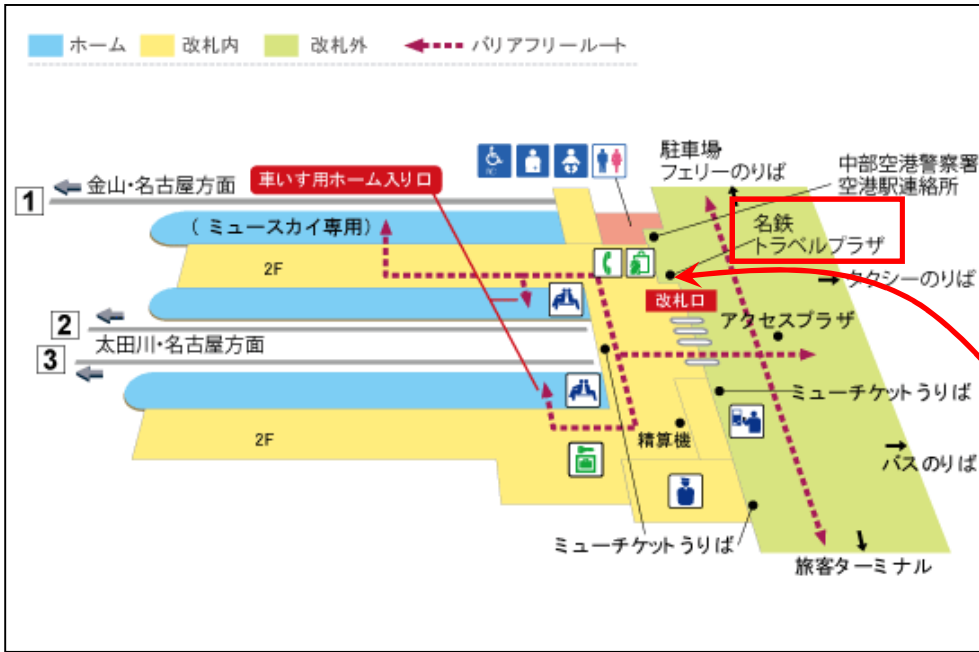 ホーム 改札内 改札外 バリアフリールート
駐車場
フェリーのりば
中部空港警察署
空港駅連絡所
1
金山・名古屋方面
車いす用ホーム入り口
（ミュースカイ専用）
名鉄
トラベルプラザ
2F
タクシーのりば
改札口
2
アクセスプラザ
太田川・名古屋方面
3
ミューチケットうりば
2F
精算機
バスのりば
ミューチケットうりば
旅客ターミナル